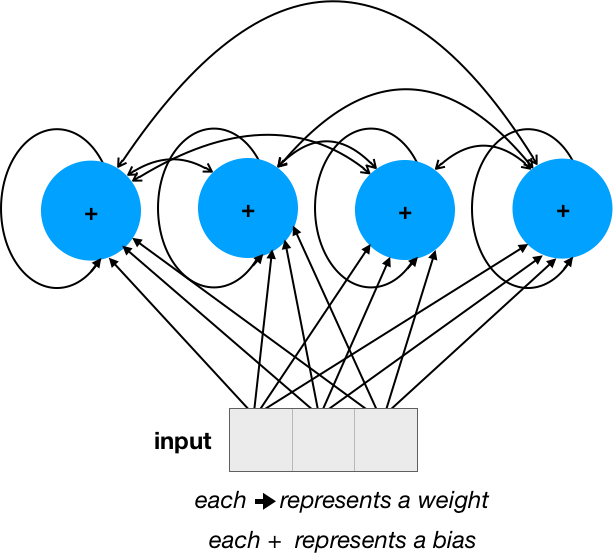 + + + +
input
each ➔ represents a weight
each + represents a bias